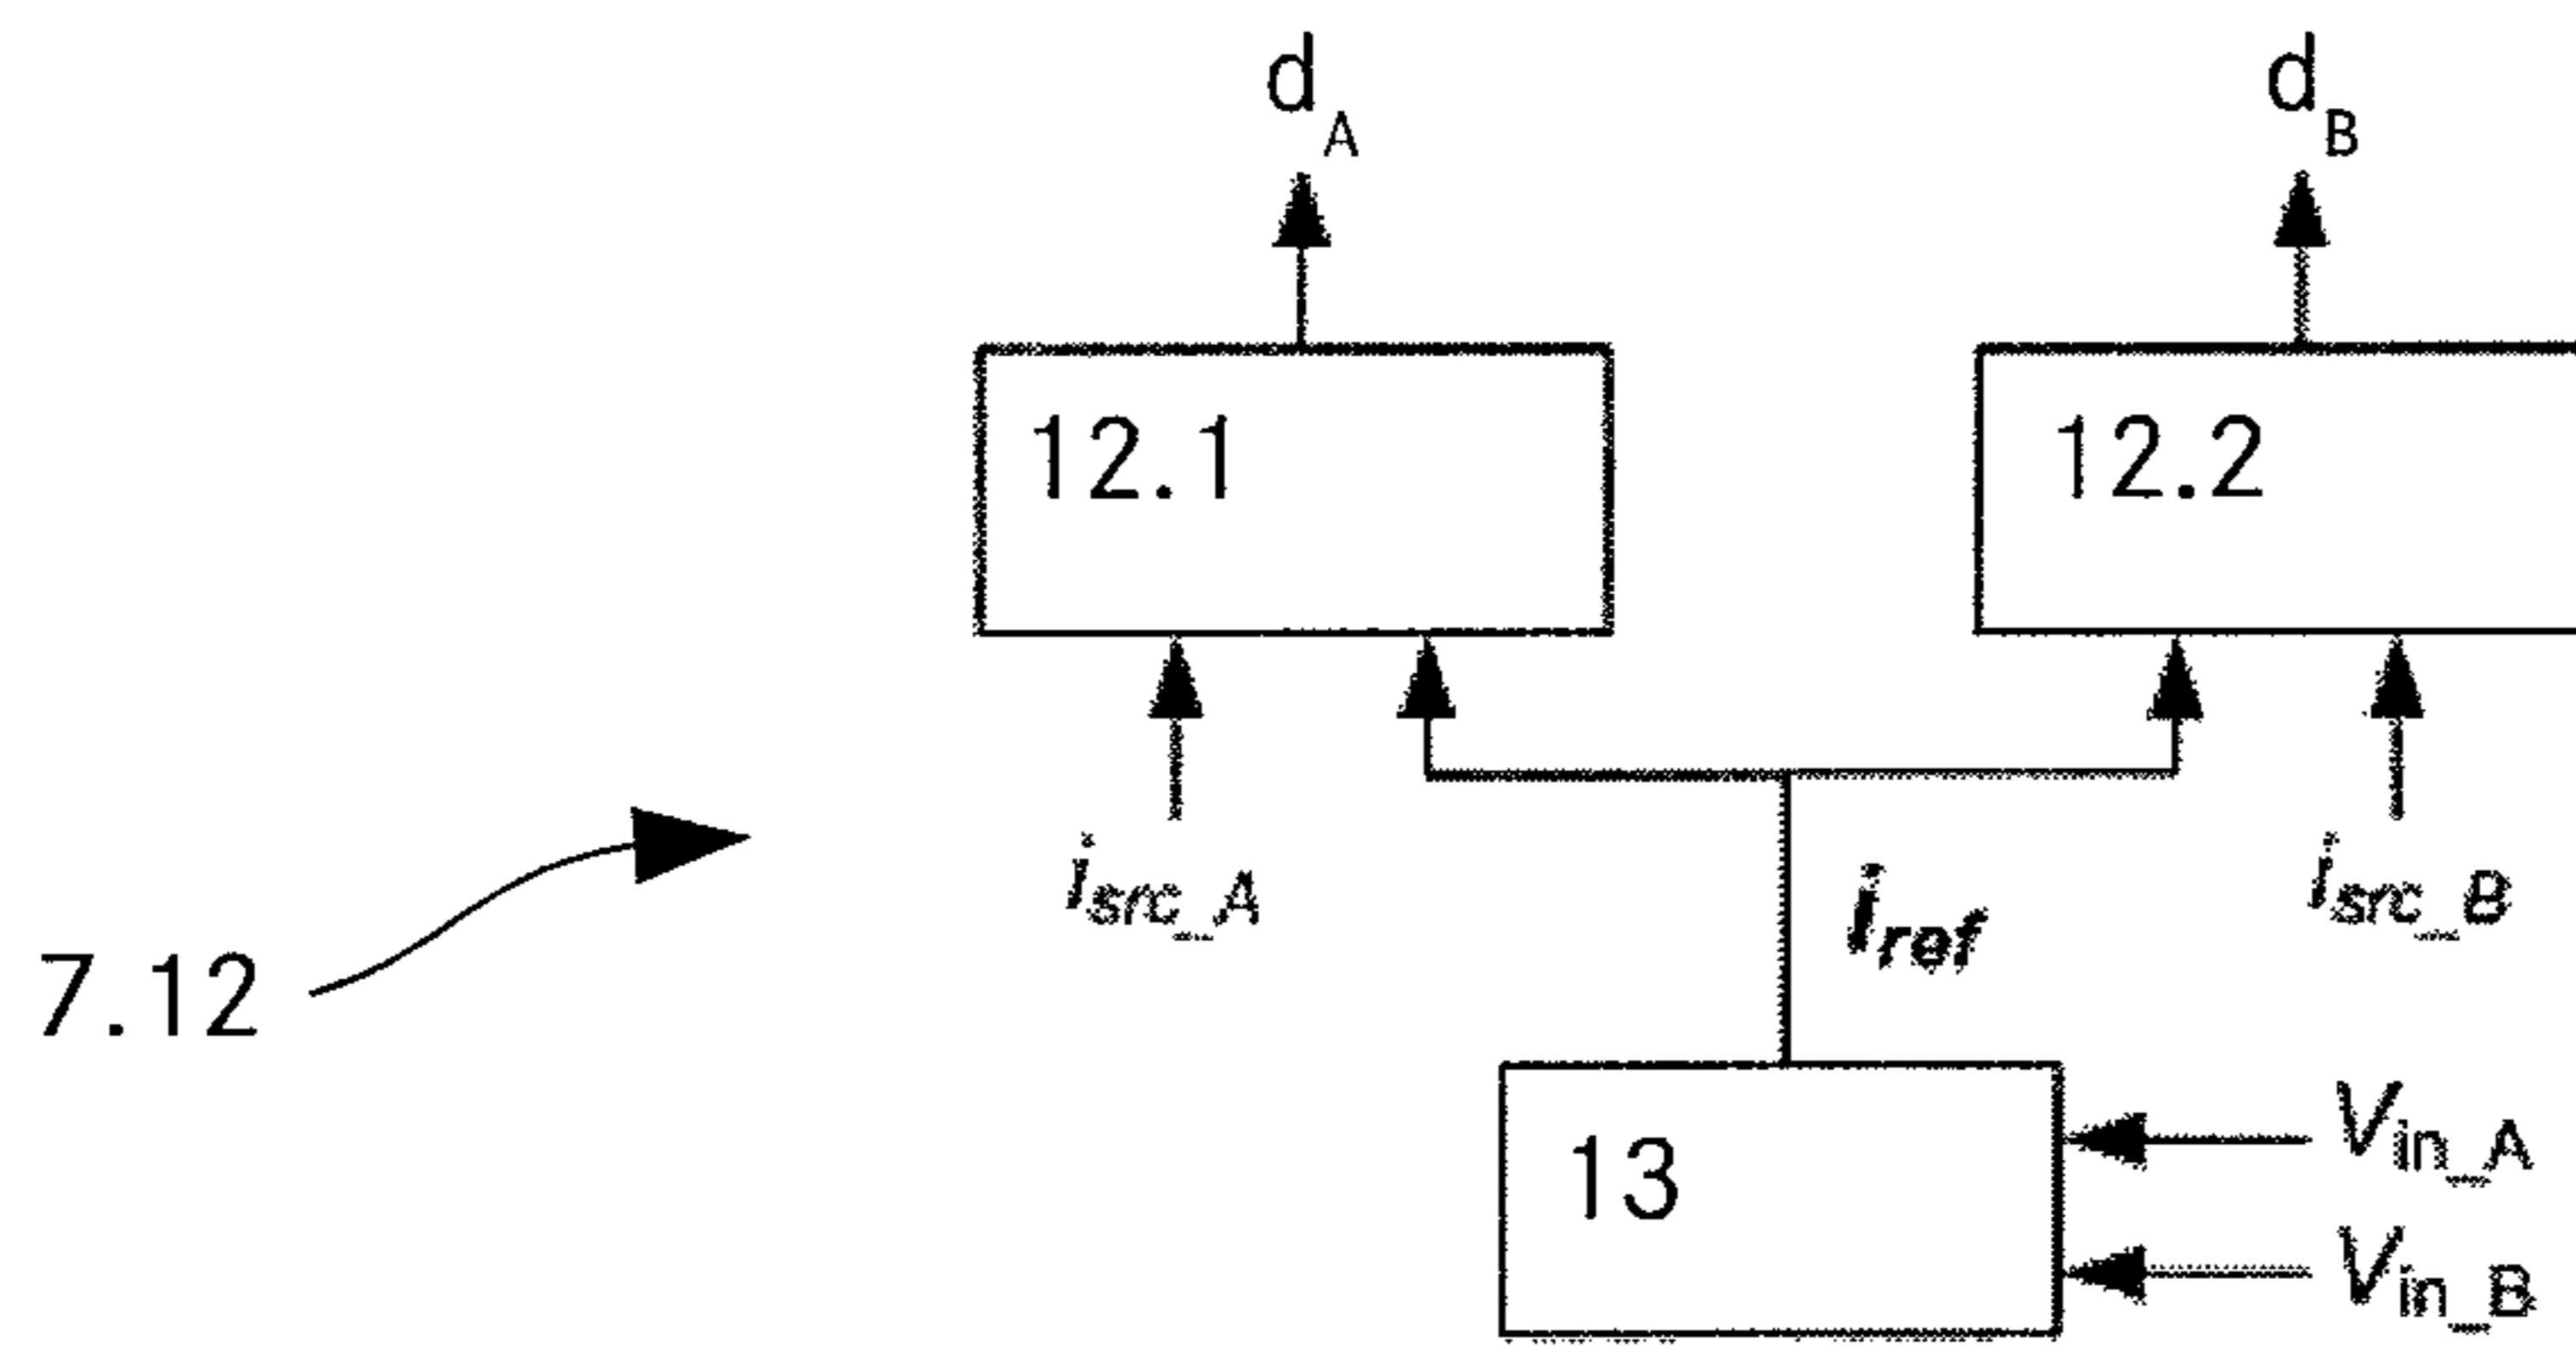 d_A d_B
12.1 12.2
i_src_A i_ref i_src_B
7.12
13 V_in_A
V_in_B